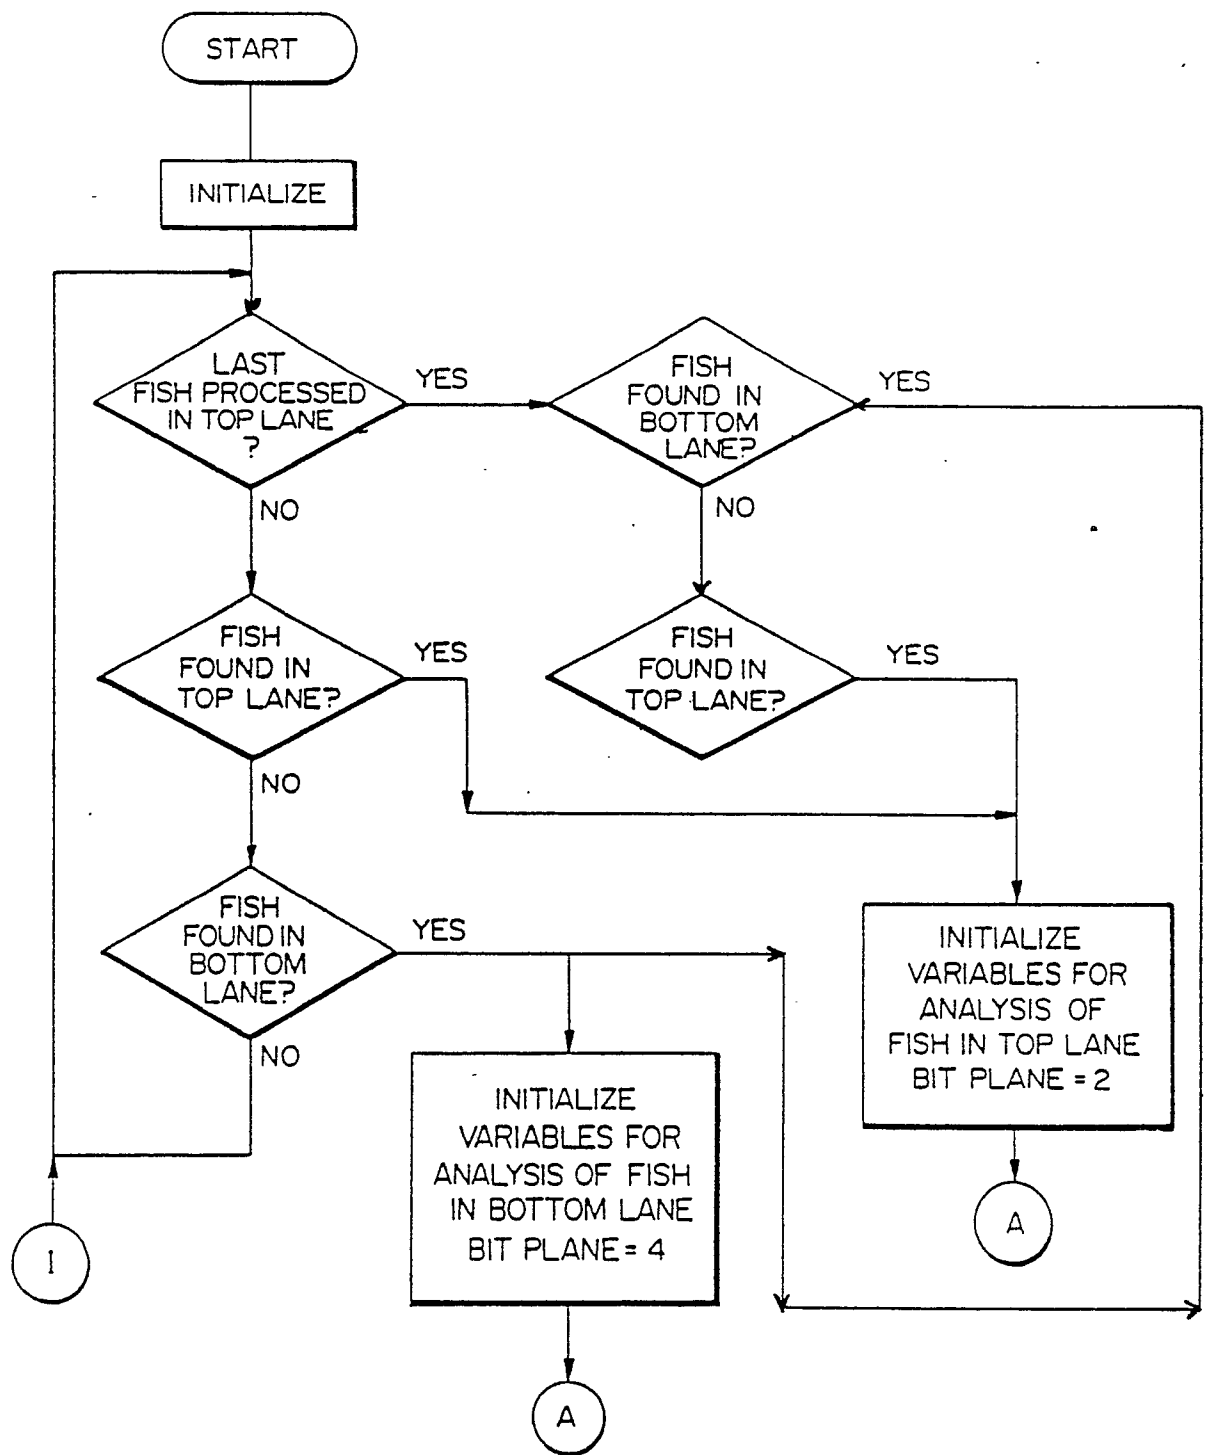 START
INITIALIZE
LAST
FISH PROCESSED
IN TOP LANE
?
YES
NO
FISH
FOUND IN
BOTTOM
LANE?
YES
NO
FISH
FOUND IN
TOP LANE?
YES
NO
FISH
FOUND IN
TOP LANE?
YES
FISH
FOUND IN
BOTTOM
LANE?
YES
NO
INITIALIZE
VARIABLES FOR
ANALYSIS OF
FISH IN TOP LANE
BIT PLANE = 2
A
INITIALIZE
VARIABLES FOR
ANALYSIS OF FISH
IN BOTTOM LANE
BIT PLANE = 4
A
I